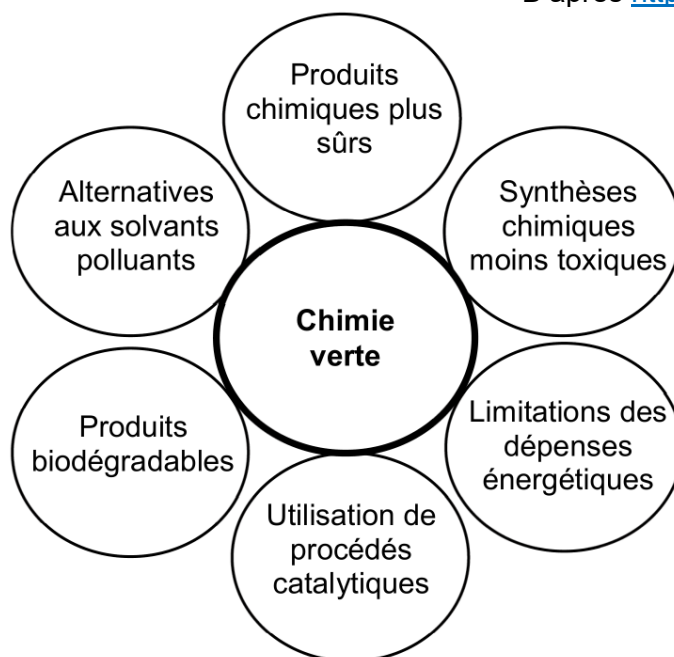 D'après
Produits
chimiques plus
sûrs
Alternatives
aux solvants
polluants
Synthèses
chimiques
moins toxiques
Chimie
verte
Produits
biodégradables
Limitations des
dépenses
énergétiques
Utilisation de
procédés
catalytiques